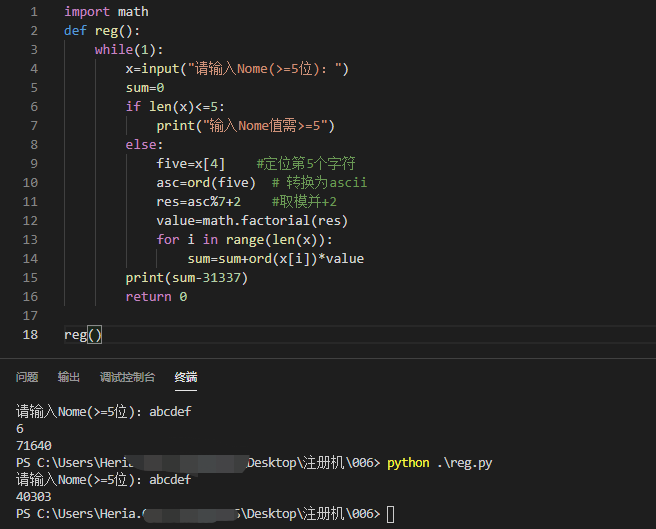 1 import math
2 def reg():
3 while(1):
4 x=input("请输入Nome(>=5位): ")
5 sum=0
6 if len(x)<=5:
7 print("输入Nome值需>=5")
8 else:
9 five=x[4] #定位第5个字符
10 asc=ord(five) # 转换为ascii
11 res=asc%7+2 #取模并+2
12 value=math.factorial(res)
13 for i in range(len(x)):
14 sum=sum+ord(x[i])*value
15 print(sum-31337)
16 return 0
17
18 reg()
问题 输出 调试控制台 终端
请输入Nome(>=5位): abcdef
6
71640
PS C:\Users\Heria Desktop\注册机\006> python .\reg.py
请输入Nome(>=5位): abcdef
40303
PS C:\Users\Heria. 5\Desktop\注册机\006>